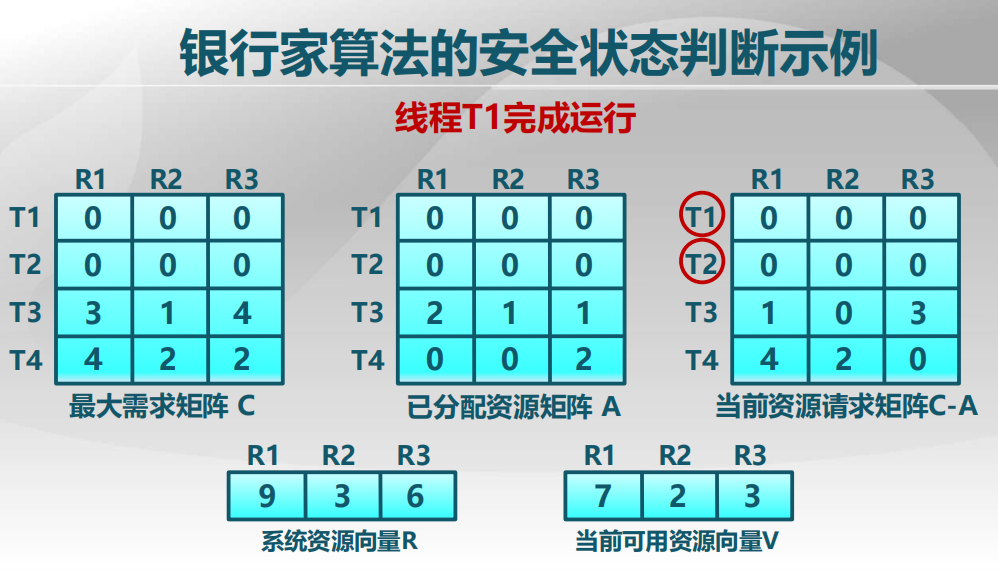 银行家算法的安全状态判断示例
线程T1完成运行
R1 R2 R3
T1 0 0 0
T2 0 0 0
T3 3 1 4
T4 4 2 2
最大需求矩阵 C
R1 R2 R3
T1 0 0 0
T2 0 0 0
T3 2 1 1
T4 0 0 2
已分配资源矩阵 A
R1 R2 R3
T1 0 0 0
T2 0 0 0
T3 1 0 3
T4 4 2 0
当前资源请求矩阵C-A
R1 R2 R3
9 3 6
系统资源向量R
R1 R2 R3
7 2 3
当前可用资源向量V